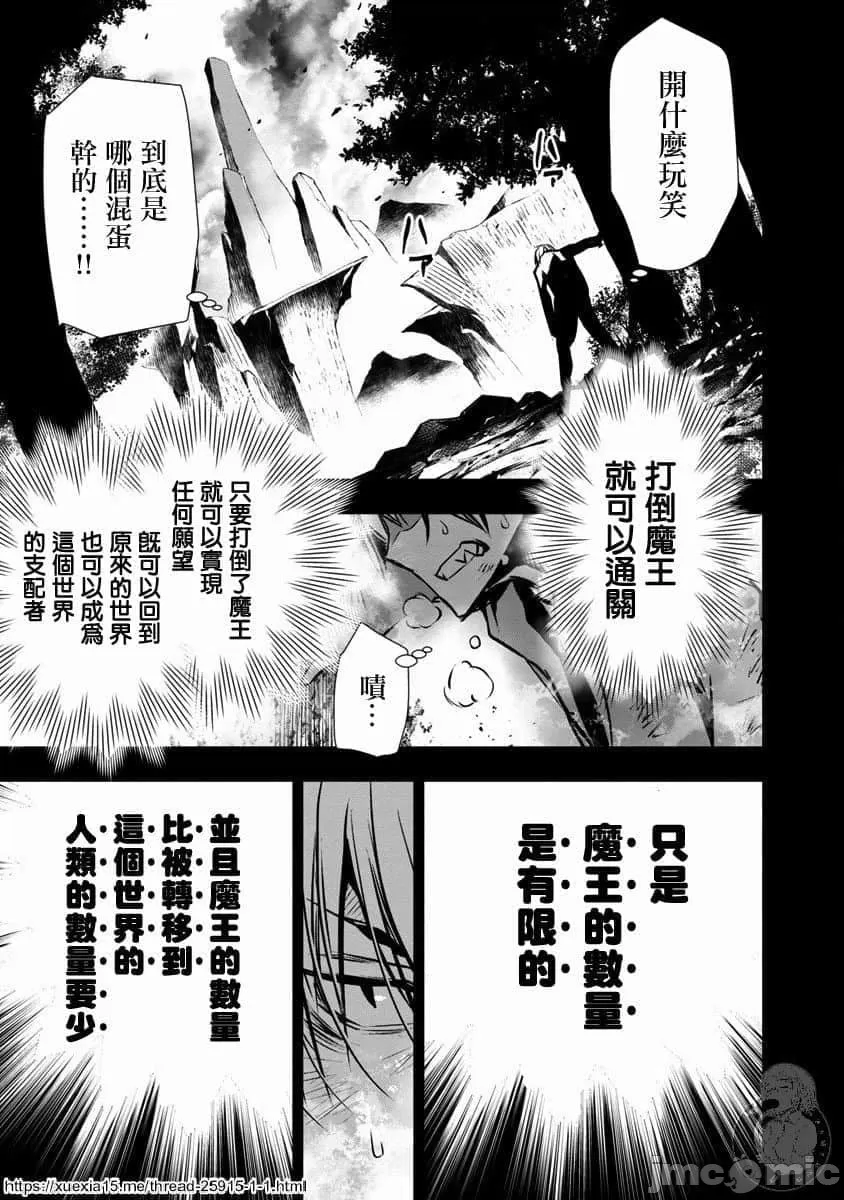 開什麼玩笑
ハァ
ハァ
到底是
哪個混蛋
幹的……!!
打倒魔王
就可以通關
只要打倒了魔王
就可以實現
任何願望
既可以回到
原來的世界
也可以成爲
這個世界
的支配者
嘖…
只是
魔王的數量
是有限的
並且魔王的數量
比被轉移到
這個世界的
人類的數量要少
https://xuexia15.me/thread-25915-1-1.html
jmcomic